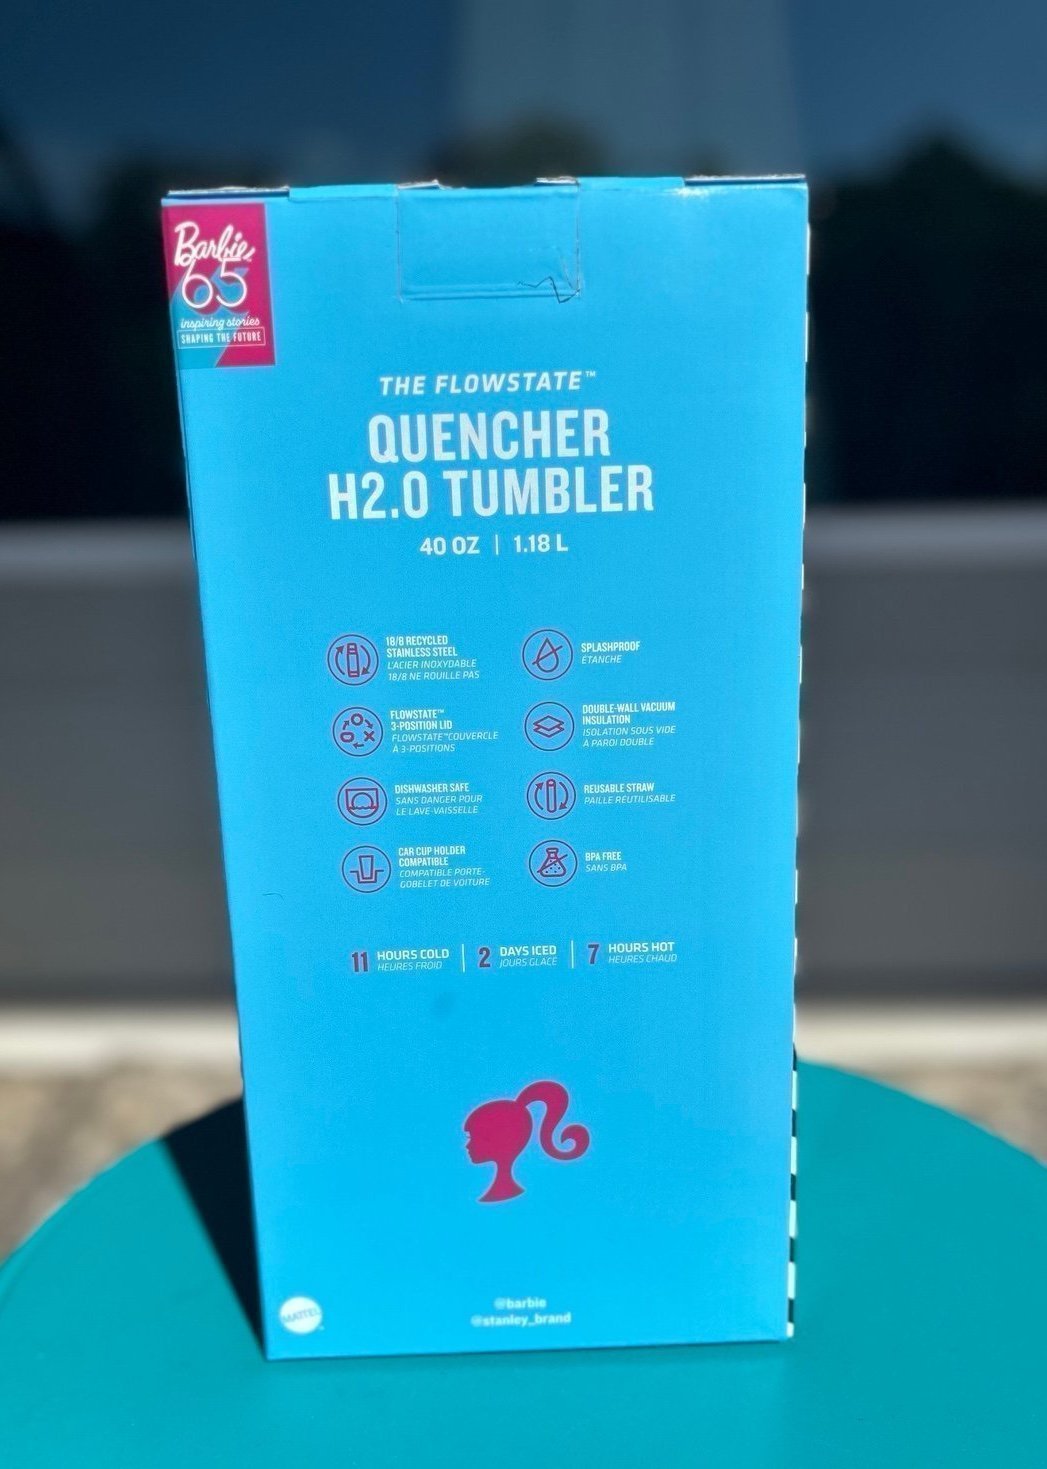 Barbie
65
inspiring stories
SHAPING THE FUTURE
THE FLOWSTATE™
QUENCHER
H2.0 TUMBLER
40 OZ | 1.18 L
18/8 RECYCLED
STAINLESS STEEL
L'ACIER INOXYDABLE
18/8 NE ROUILLE PAS
SPLASHPROOF
ÉTANCHE
FLOWSTATE™
3-POSITION LID
FLOWSTATE™COUVERCLE
À 3-POSITIONS
DOUBLE-WALL VACUUM
INSULATION
ISOLATION SOUS VIDE
À PAROI DOUBLE
DISHWASHER SAFE
SANS DANGER POUR
LE LAVE-VAISSELLE
REUSABLE STRAW
PAILLE RÉUTILISABLE
CAR CUP HOLDER
COMPATIBLE
COMPATIBLE PORTE-
GOBELET DE VOITURE
BPA FREE
SANS BPA
11 HOURS COLD | 2 DAYS ICED | 7 HOURS HOT
HEURES FROID JOURS GLACÉ HEURES CHAUD
@barbie
@stanley_brand
MATTEL